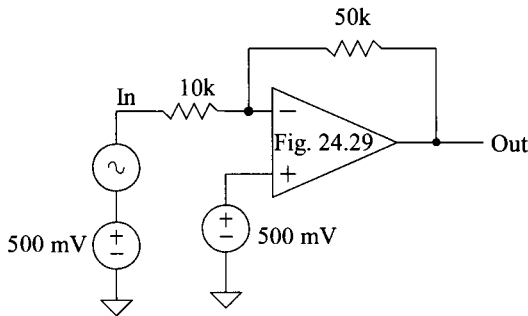 50k
10k
In
−
Fig. 24.29
Out
+
+
−
500 mV
+
−
500 mV